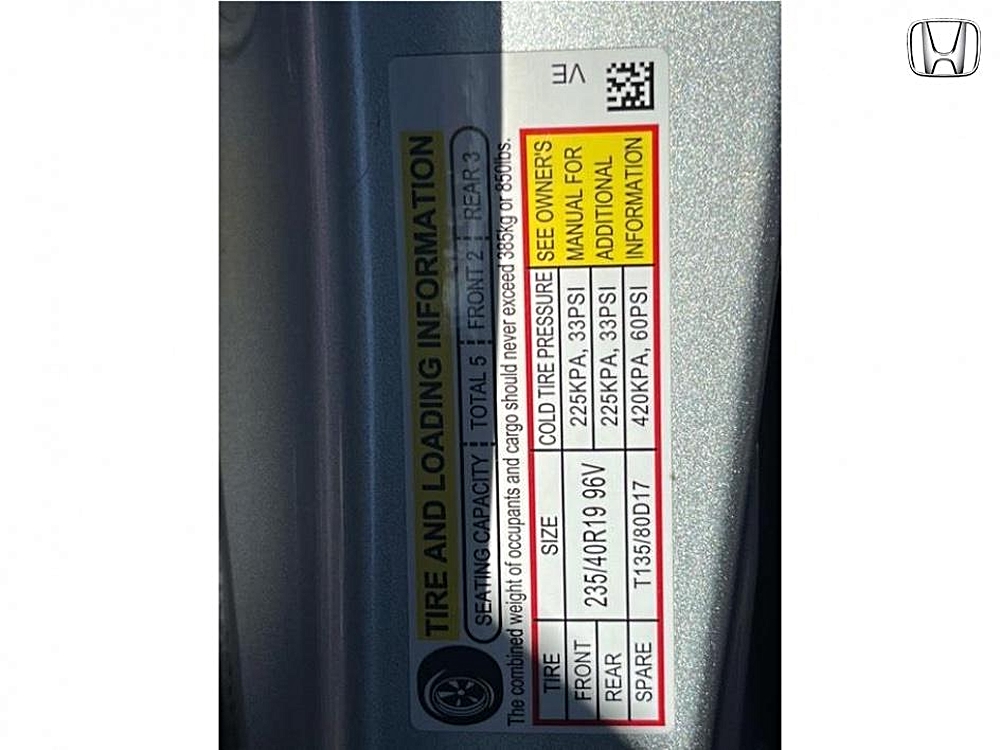 VE
TIRE AND LOADING INFORMATION
SEATING CAPACITY TOTAL 5 FRONT 2 REAR 3
The combined weight of occupants and cargo should never exceed 385kg or 850lbs.
TIRE SIZE COLD TIRE PRESSURE SEE OWNER'S
FRONT 235/40R19 96V 225KPA, 33PSI MANUAL FOR
REAR 225KPA, 33PSI ADDITIONAL
SPARE T135/80D17 420KPA, 60PSI INFORMATION